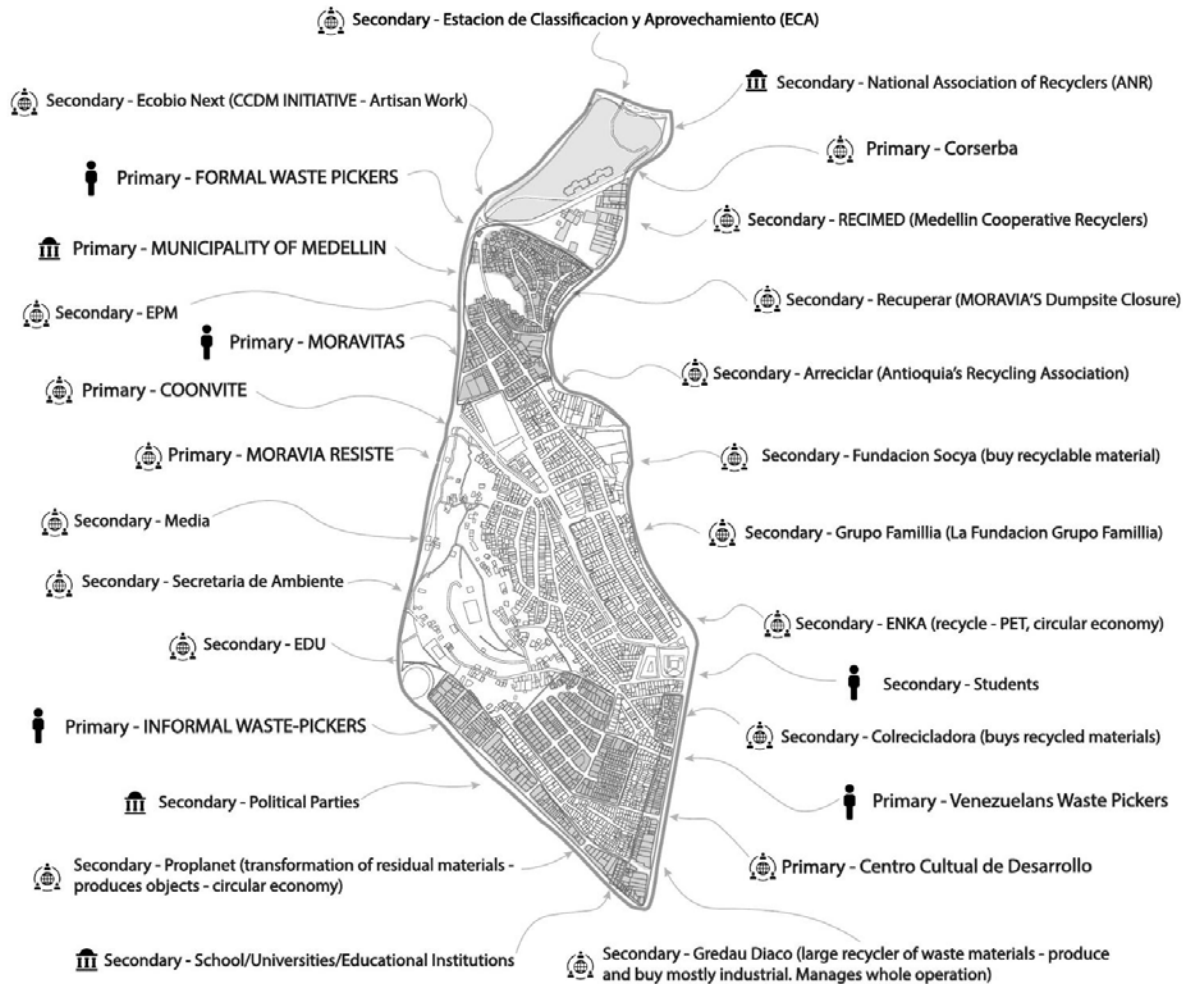 Secondary - Estacion de Classificacion y Aprovechamiento (ECA)
Secondary - National Association of Recyclers (ANR)
Secondary - Ecobio Next (CCDM INITIATIVE - Artisan Work)
Primary - Corserba
Primary - FORMAL WASTE PICKERS
Secondary - RECIMED (Medellin Cooperative Recyclers)
Primary - MUNICIPALITY OF MEDELLIN
Secondary - Recuperar (MORAVIA'S Dumpsite Closure)
Secondary - EPM
Primary - MORAVITAS
Secondary - Arreciclar (Antioquia's Recycling Association)
Primary - COONVITE
Primary - MORAVIA RESISTE
Secondary - Fundacion Socya (buy recyclable material)
Secondary - Media
Secondary - Grupo Famillia (La Fundacion Grupo Famillia)
Secondary - Secretaria de Ambiente
Secondary - ENKA (recycle - PET, circular economy)
Secondary - EDU
Secondary - Students
Primary - INFORMAL WASTE-PICKERS
Secondary - Colrecicladora (buys recycled materials)
Secondary - Political Parties
Primary - Venezuelans Waste Pickers
Secondary - Proplanet (transformation of residual materials -
produces objects - circular economy)
Primary - Centro Cultual de Desarrollo
Secondary - School/Universities/Educational Institutions
Secondary - Gredau Diaco (large recycler of waste materials - produce
and buy mostly industrial. Manages whole operation)